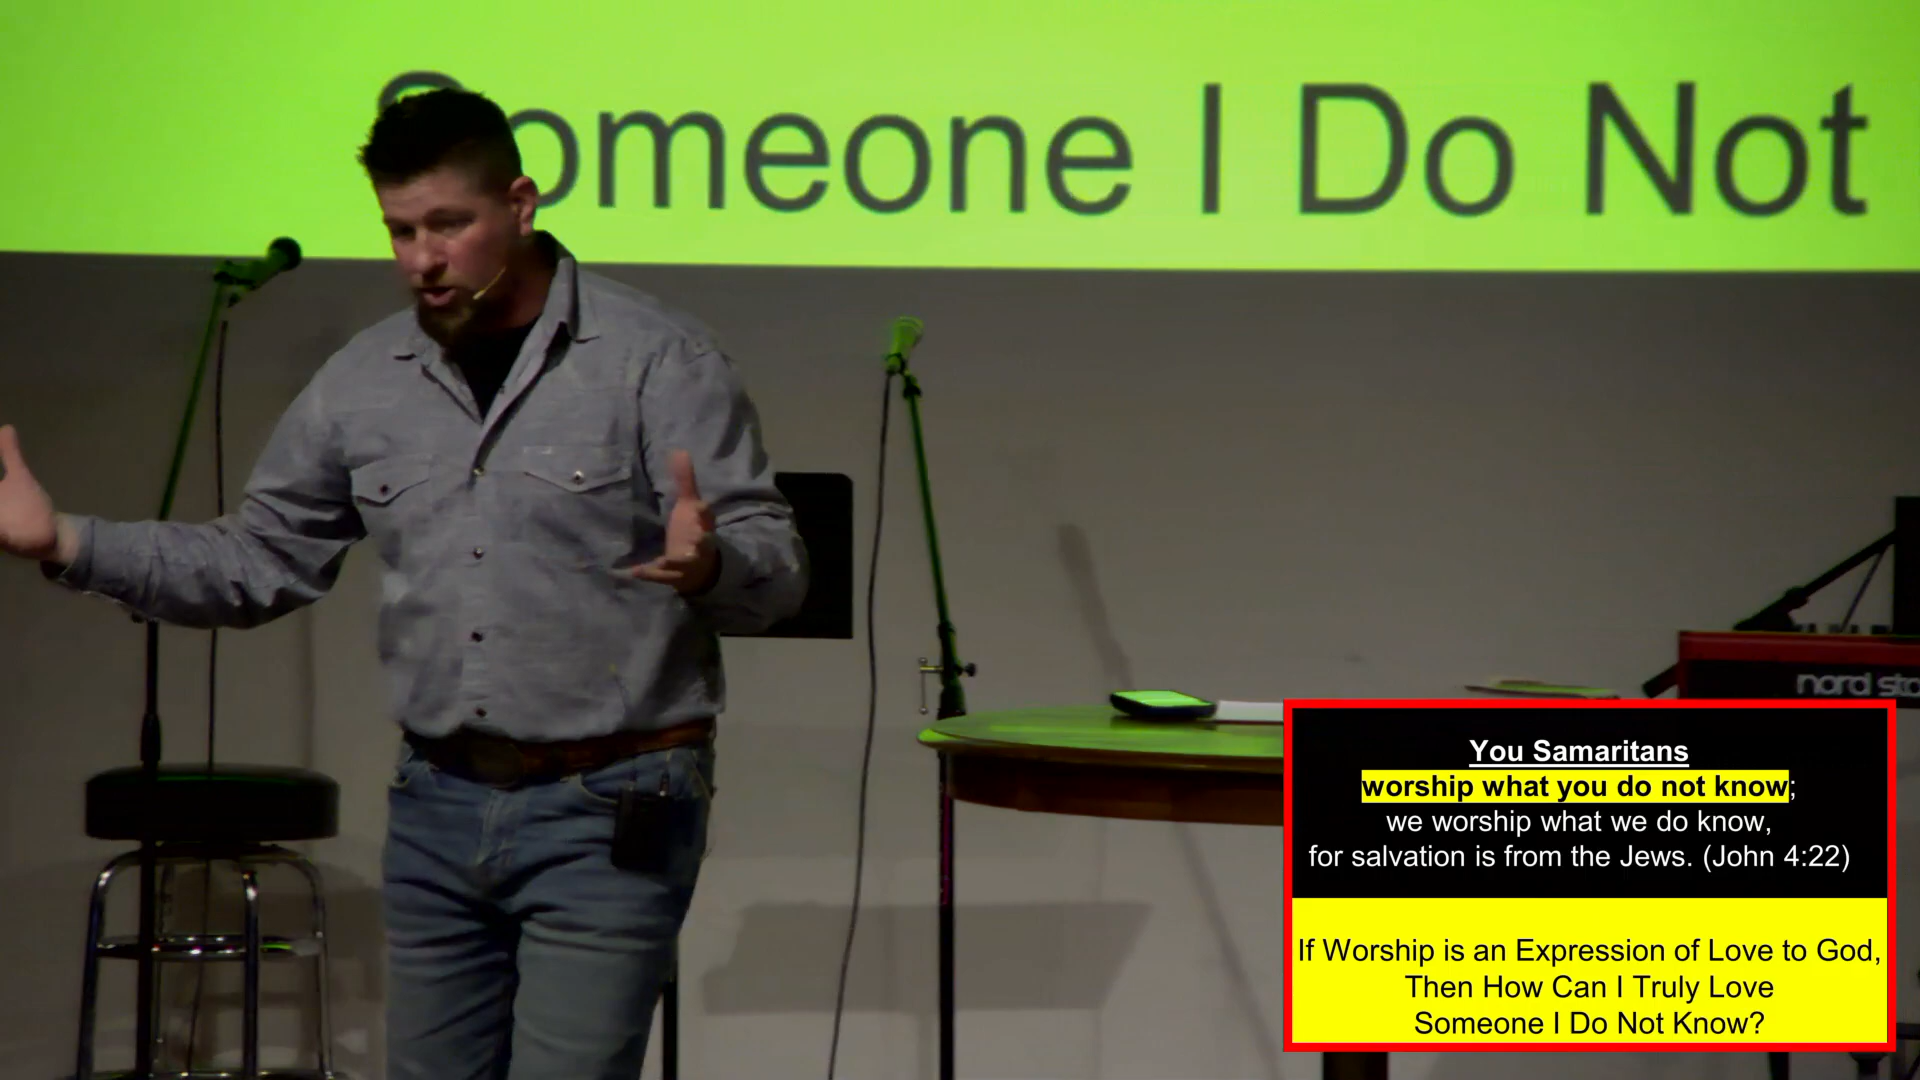 Someone I Do Not
nord sta
You Samaritans
worship what you do not know;
we worship what we do know,
for salvation is from the Jews. (John 4:22)
If Worship is an Expression of Love to God,
Then How Can I Truly Love
Someone I Do Not Know?